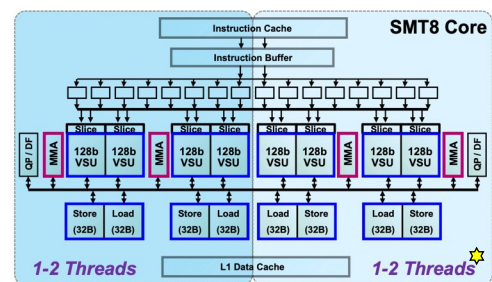 Instruction Cache
SMT8 Core
Instruction Buffer
Slice Slice Slice Slice Slice Slice Slice Slice
QP / DF MMA 128b VSU 128b VSU MMA 128b VSU 128b VSU 128b VSU 128b VSU MMA 128b VSU 128b VSU MMA QP / DF
Store Load Store Load Load Store Load Store
(32B) (32B) (32B) (32B) (32B) (32B) (32B) (32B)
1-2 Threads L1 Data Cache 1-2 Threads